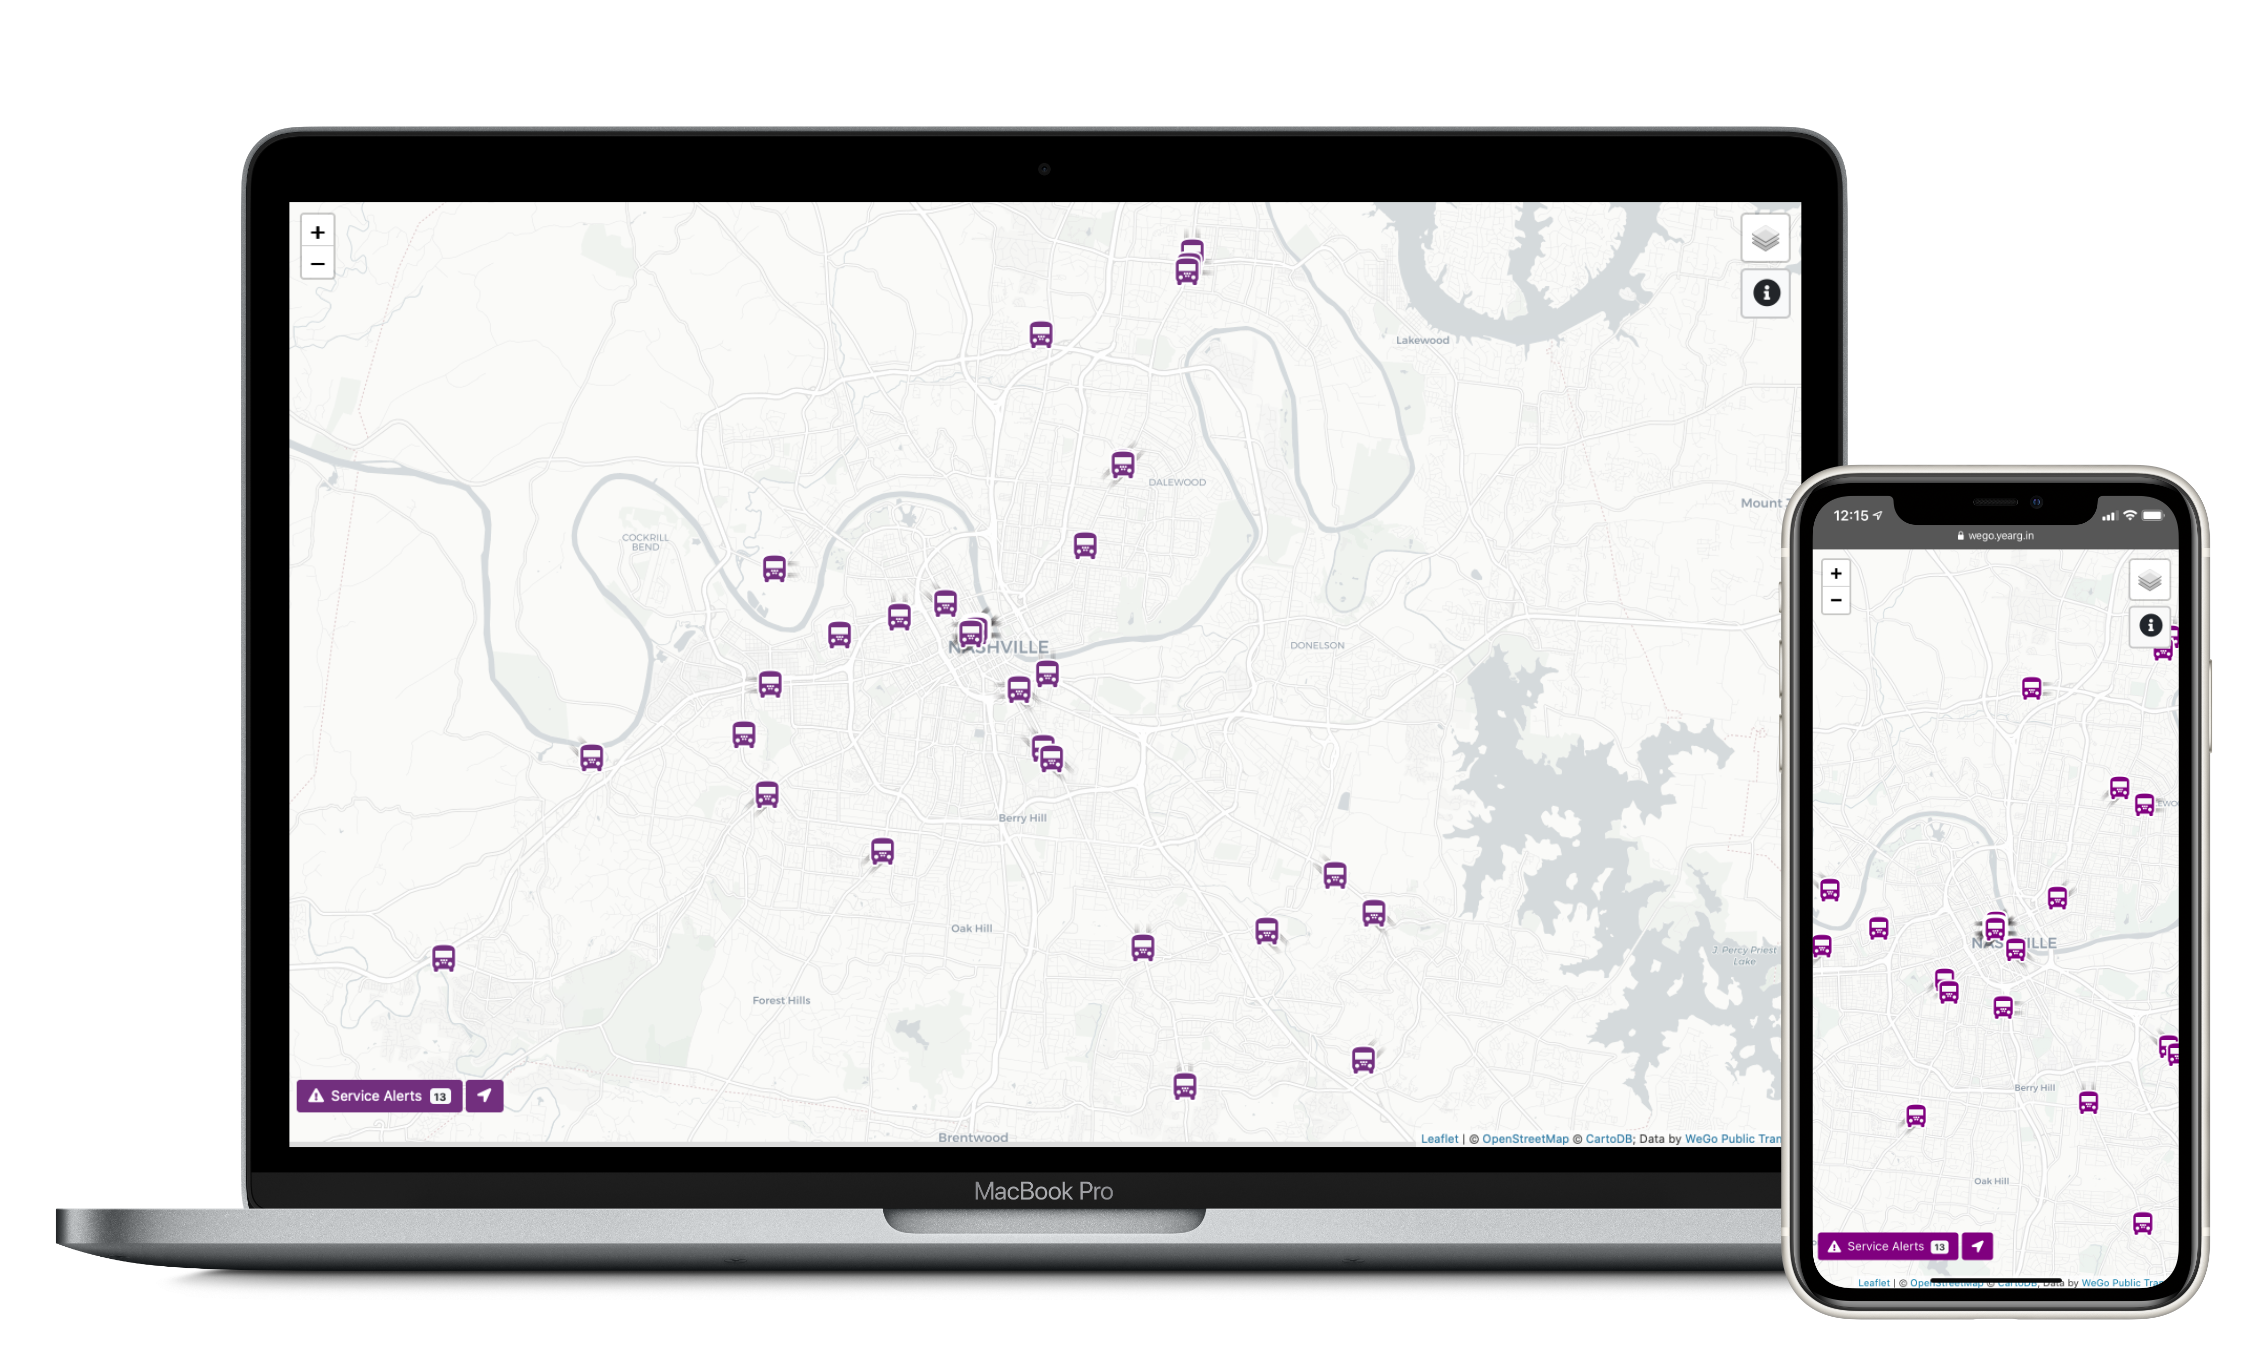 +
−
Lakewood
Mount
DALEWOOD
COCKRILL
BEND
NASHVILLE
DONELSON
Berry Hill
Oak Hill
J. Percy Priest
Lake
Forest Hills
Service Alerts 13
Brentwood
Leaflet | © OpenStreetMap © CartoDB; Data by WeGo Public Tran
MacBook Pro
12:15
wego.yearg.in
+
−
NASHVILLE
Berry Hill
Oak Hill
Service Alerts 13
Leaflet | © OpenStreetMap © CartoDB, Data by WeGo Public Tra